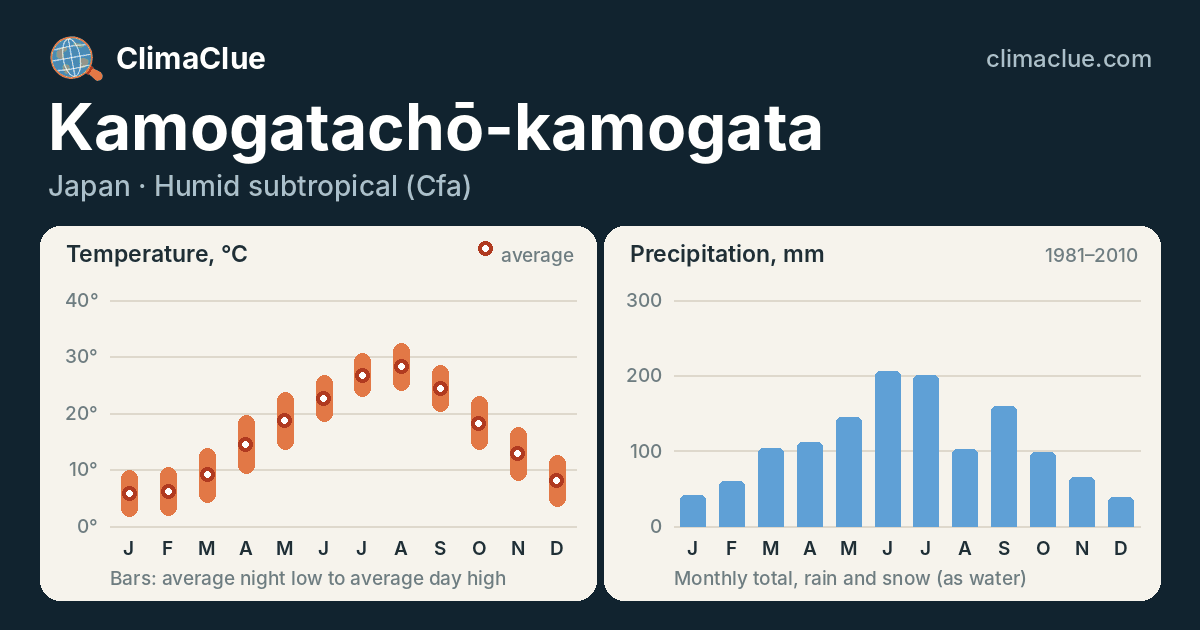 ClimaClue
climaclue.com
Kamogatachō-kamogata
Japan · Humid subtropical (Cfa)
Temperature, °C
average
40°
30°
20°
10°
0°
J F M A M J J A S O N D
Bars: average night low to average day high
Precipitation, mm
1981–2010
300
200
100
0
J F M A M J J A S O N D
Monthly total, rain and snow (as water)